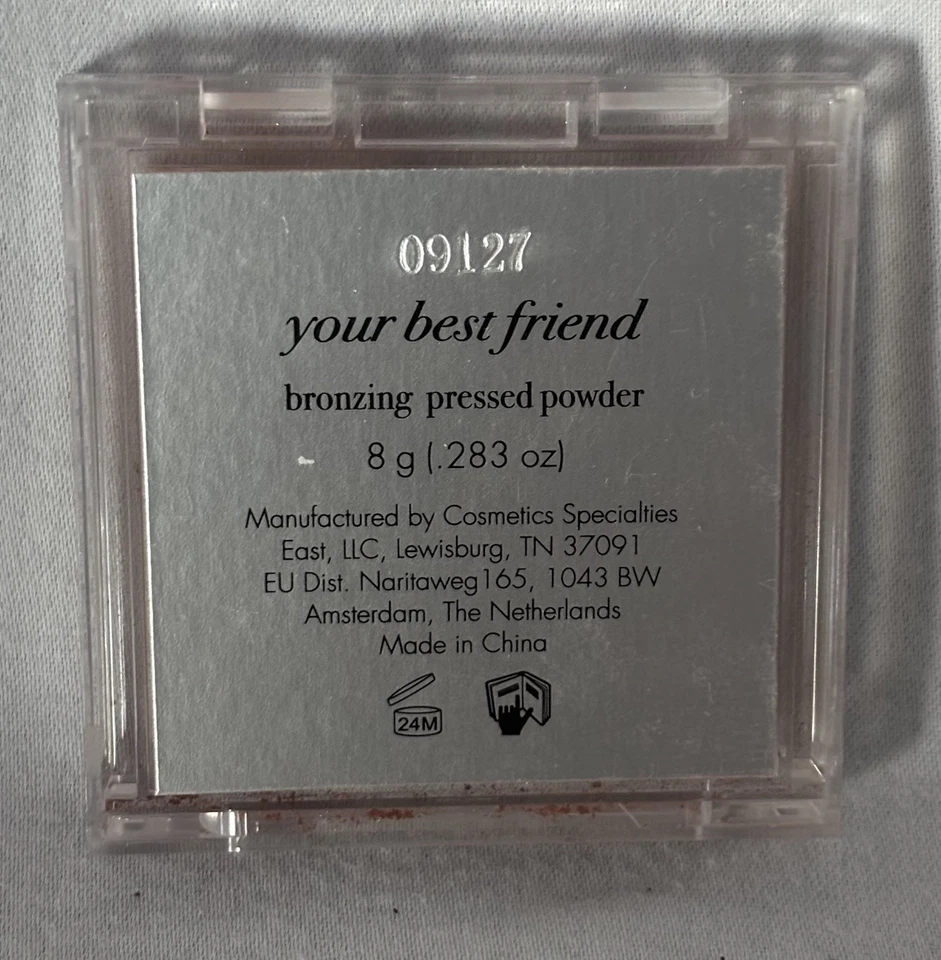 09127
your best friend
bronzing pressed powder
8 g (.283 oz)
Manufactured by Cosmetics Specialties
East, LLC, Lewisburg, TN 37091
EU Dist. Naritaweg165, 1043 BW
Amsterdam, The Netherlands
Made in China
24M